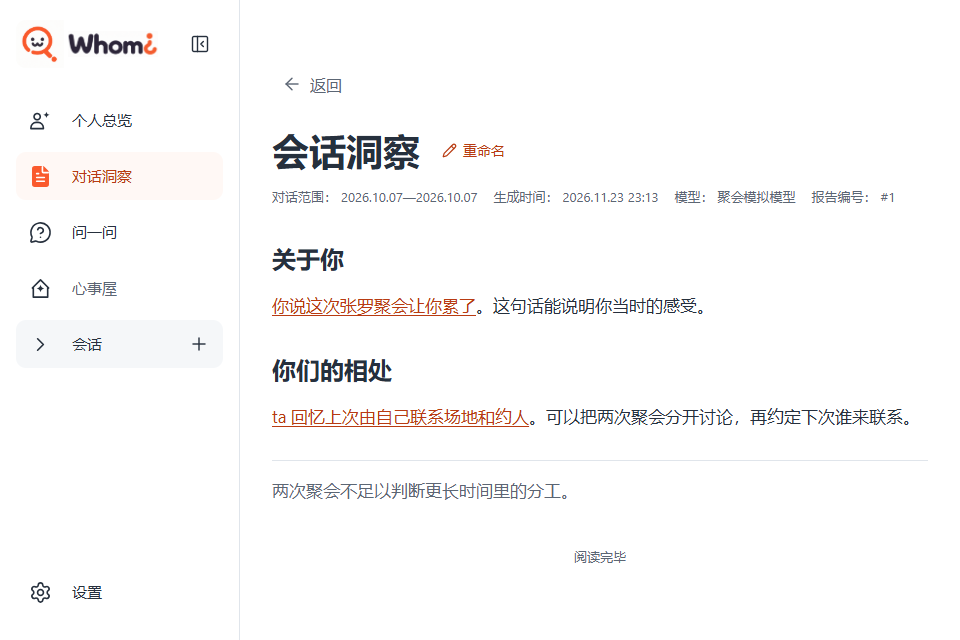 Whomi
个人总览
对话洞察
问一问
心事屋
会话
设置
返回
会话洞察
重命名
对话范围： 2026.10.07—2026.10.07 生成时间： 2026.11.23 23:13 模型： 聚会模拟模型 报告编号： #1
关于你
你说这次张罗聚会让你累了。这句话能说明你当时的感受。
你们的相处
ta 回忆上次由自己联系场地和约人。可以把两次聚会分开讨论，再约定下次谁来联系。
两次聚会不足以判断更长时间里的分工。
阅读完毕